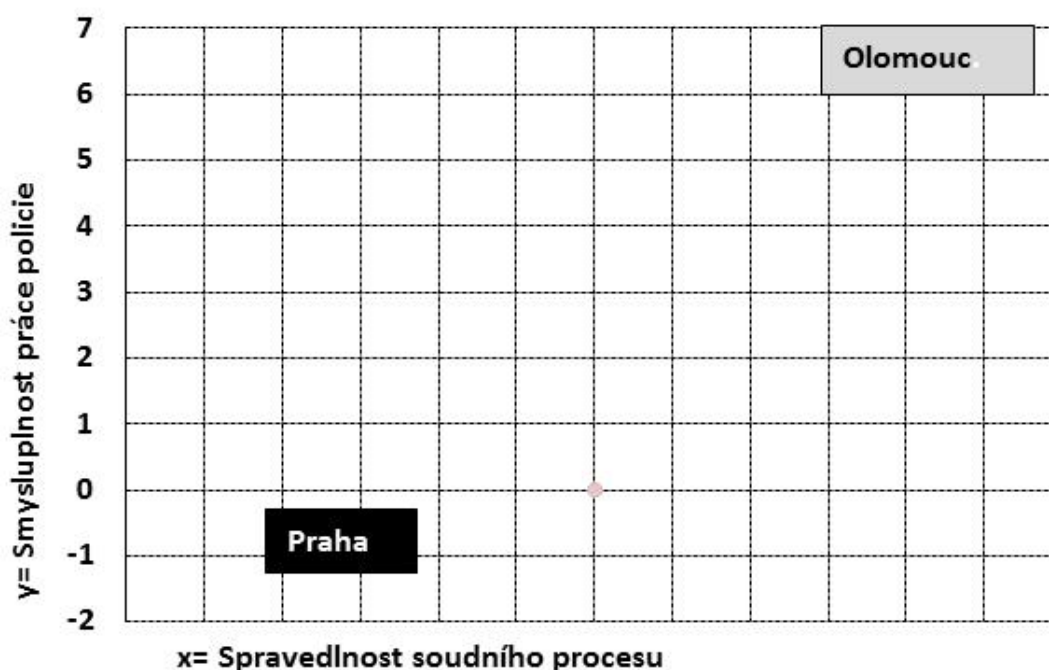 7
Olomouc.
6
5
4
3
2
1
0
Praha
-1
-2
y= Smysluplnost práce policie
x= Spravedlnost soudního procesu